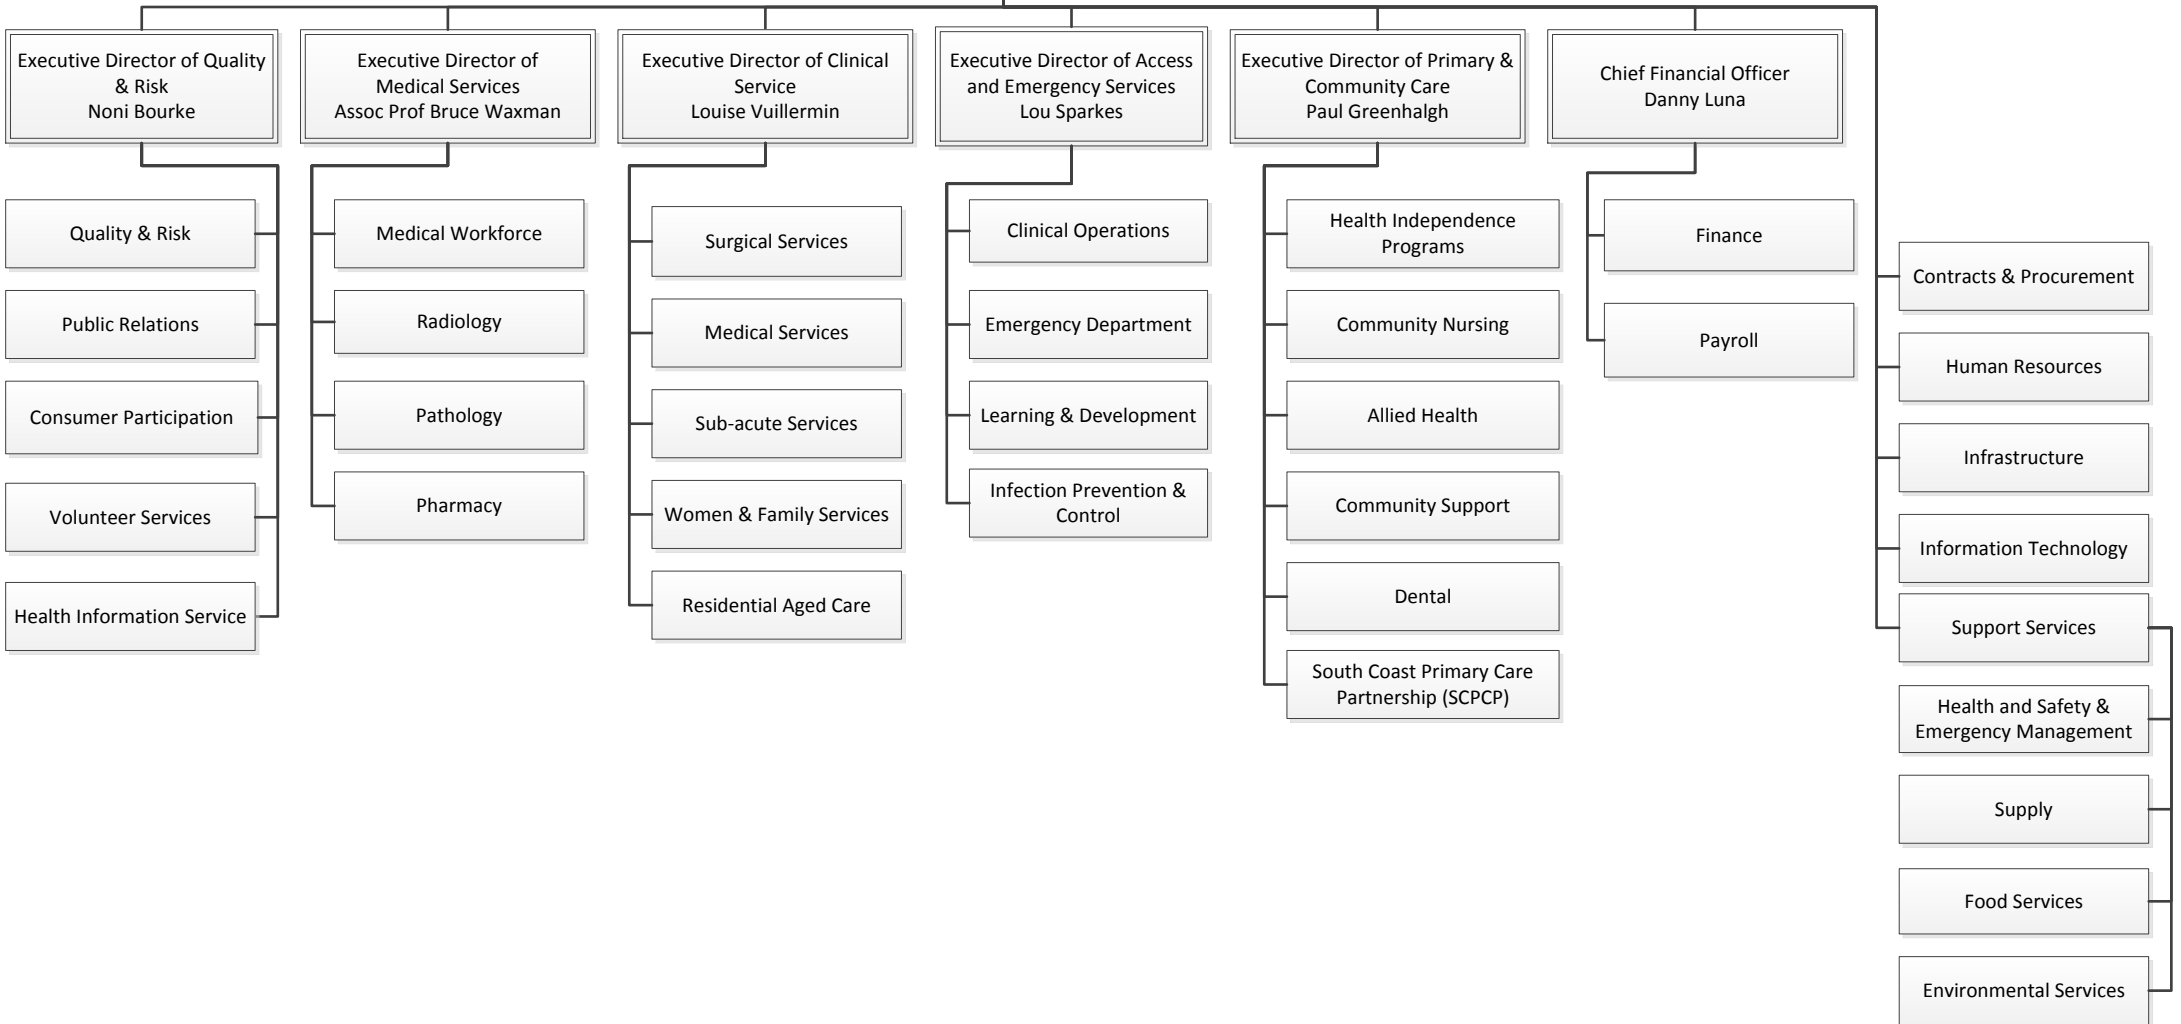 Executive Director of Quality
& Risk
Noni Bourke
Executive Director of
Medical Services
Assoc Prof Bruce Waxman
Executive Director of Clinical
Service
Louise Vuillermin
Executive Director of Access
and Emergency Services
Lou Sparkes
Executive Director of Primary &
Community Care
Paul Greenhalgh
Chief Financial Officer
Danny Luna
Quality & Risk
Public Relations
Consumer Participation
Volunteer Services
Health Information Service
Medical Workforce
Radiology
Pathology
Pharmacy
Surgical Services
Medical Services
Sub-acute Services
Women & Family Services
Residential Aged Care
Clinical Operations
Emergency Department
Learning & Development
Infection Prevention &
Control
Health Independence
Programs
Community Nursing
Allied Health
Community Support
Dental
South Coast Primary Care
Partnership (SCPCP)
Finance
Payroll
Contracts & Procurement
Human Resources
Infrastructure
Information Technology
Support Services
Health and Safety &
Emergency Management
Supply
Food Services
Environmental Services